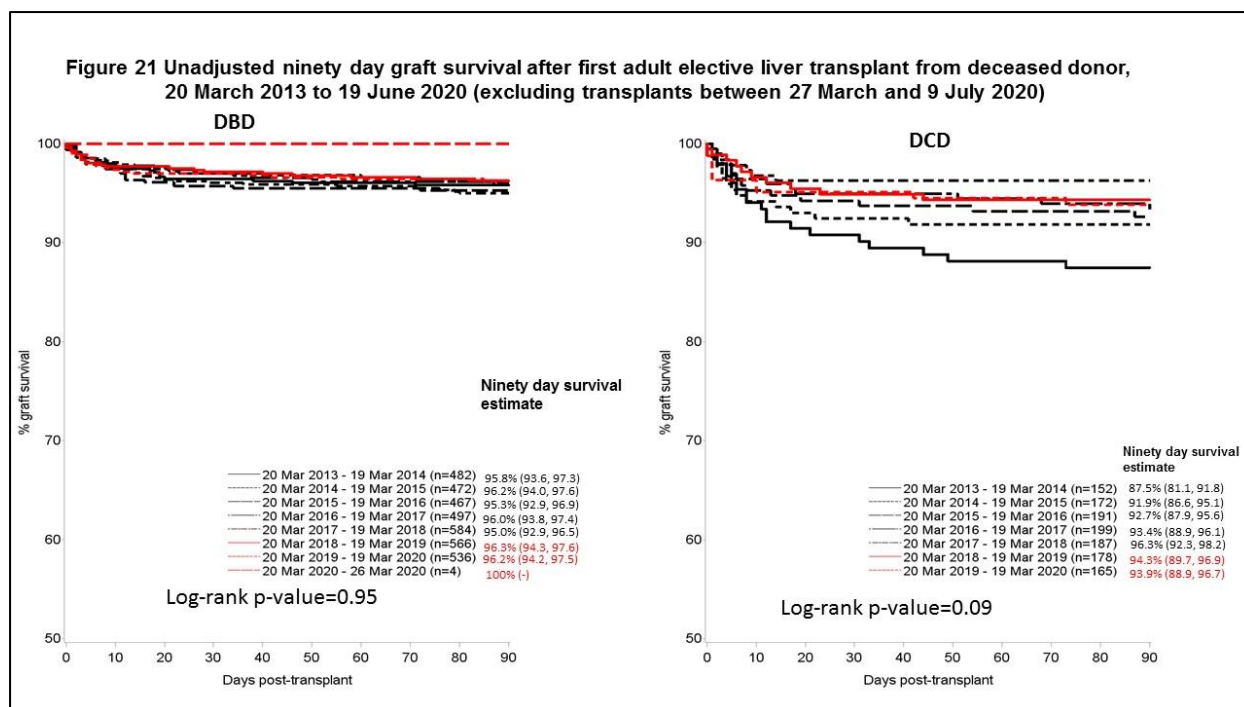 Figure 21 Unadjusted ninety day graft survival after first adult elective liver transplant from deceased donor,
20 March 2013 to 19 June 2020 (excluding transplants between 27 March and 9 July 2020)
DBD
100
90
80
70
60
50
% graft survival
0 10 20 30 40 50 60 70 80 90
Days post-transplant
Ninety day survival
estimate
20 Mar 2013 - 19 Mar 2014 (n=482) 95.8% (93.6, 97.3)
20 Mar 2014 - 19 Mar 2015 (n=472) 96.2% (94.0, 97.6)
20 Mar 2015 - 19 Mar 2016 (n=467) 95.3% (92.9, 96.9)
20 Mar 2016 - 19 Mar 2017 (n=497) 96.0% (93.8, 97.4)
20 Mar 2017 - 19 Mar 2018 (n=584) 95.0% (92.9, 96.5)
20 Mar 2018 - 19 Mar 2019 (n=566) 96.3% (94.3, 97.6)
20 Mar 2019 - 19 Mar 2020 (n=536) 96.2% (94.2, 97.5)
20 Mar 2020 - 26 Mar 2020 (n=4) 100% (-)
Log-rank p-value=0.95
DCD
100
90
80
70
60
50
% graft survival
0 10 20 30 40 50 60 70 80 90
Days post-transplant
Ninety day survival
estimate
20 Mar 2013 - 19 Mar 2014 (n=152) 87.5% (81.1, 91.8)
20 Mar 2014 - 19 Mar 2015 (n=172) 91.9% (86.6, 95.1)
20 Mar 2015 - 19 Mar 2016 (n=191) 92.7% (87.9, 95.6)
20 Mar 2016 - 19 Mar 2017 (n=199) 93.4% (88.9, 96.1)
20 Mar 2017 - 19 Mar 2018 (n=187) 96.3% (92.3, 98.2)
20 Mar 2018 - 19 Mar 2019 (n=178) 94.3% (89.7, 96.9)
20 Mar 2019 - 19 Mar 2020 (n=165) 93.9% (88.9, 96.7)
Log-rank p-value=0.09